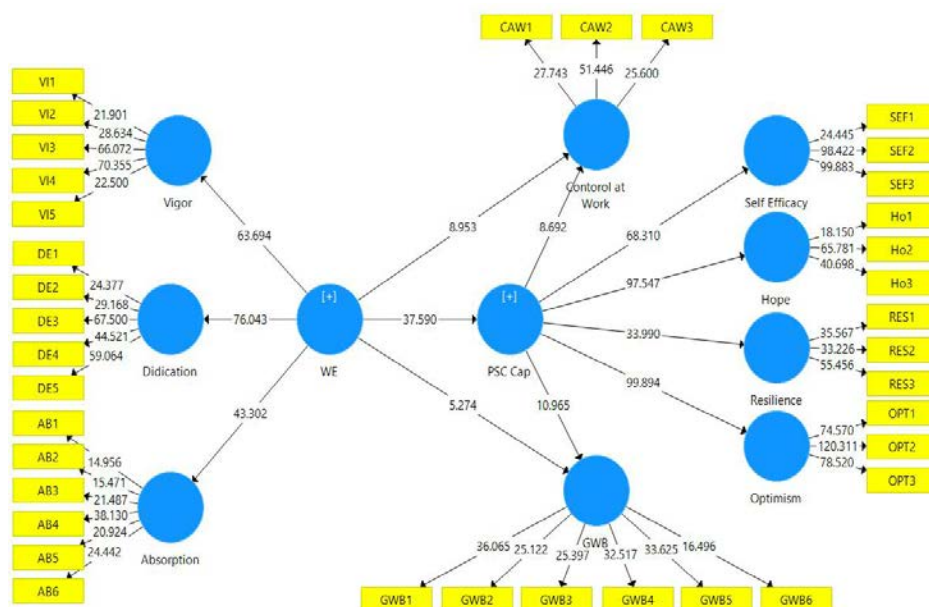 CAW1 CAW2 CAW3
27.743 51.446 25.600
Contorol at
Work
VI1
VI2
VI3
VI4
VI5
21.901
28.634
66.072
70.355
22.500
Vigor
63.694
DE1
DE2
DE3
DE4
DE5
24.377
29.168
67.500
44.521
59.064
Didication
76.043
AB1
AB2
AB3
AB4
AB5
AB6
14.956
15.471
21.487
38.130
20.924
24.442
Absorption
43.302
[+]
WE
8.953
37.590
5.274
[+]
PSC Cap
8.692
10.965
68.310
97.547
33.990
99.894
SEF1
SEF2
SEF3
24.445
98.422
99.883
Self Efficacy
Ho1
Ho2
Ho3
18.150
65.781
40.698
Hope
RES1
RES2
RES3
35.567
33.226
55.456
Resilience
OPT1
OPT2
OPT3
74.570
120.311
78.520
Optimism
GWB
36.065 25.122 25.397 32.517 33.625 16.496
GWB1 GWB2 GWB3 GWB4 GWB5 GWB6